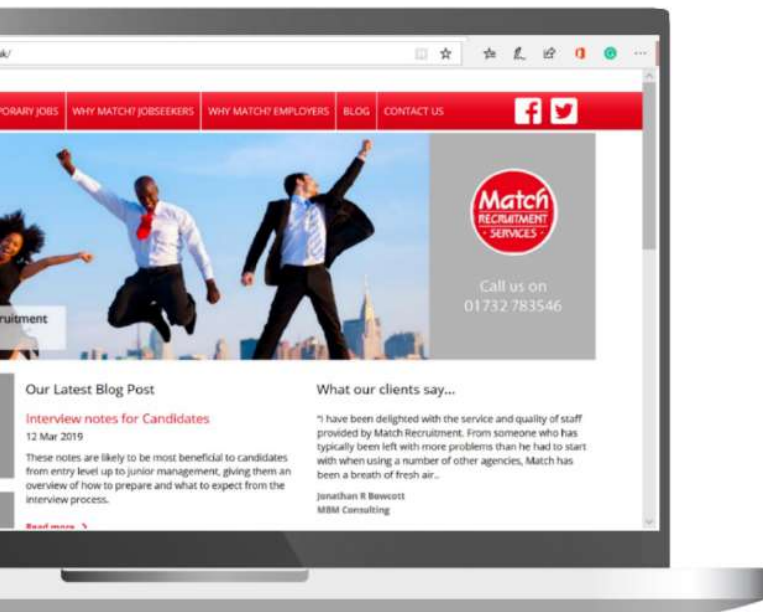 uk/
PORARY JOBS WHY MATCH? JOBSEEKERS WHY MATCH? EMPLOYERS BLOG CONTACT US
Match
RECRUITMENT
- SERVICES -
Call us on
01732 783546
ruitment
Our Latest Blog Post
Interview notes for Candidates
12 Mar 2019
These notes are likely to be most beneficial to candidates
from entry level up to junior management, giving them an
overview of how to prepare and what to expect from the
interview process.
Read more
What our clients say...
"I have been delighted with the service and quality of staff
provided by Match Recruitment. From someone who has
typically been left with more problems than he had to start
with when using a number of other agencies, Match has
been a breath of fresh air...
Jonathan R Bowcott
MBM Consulting